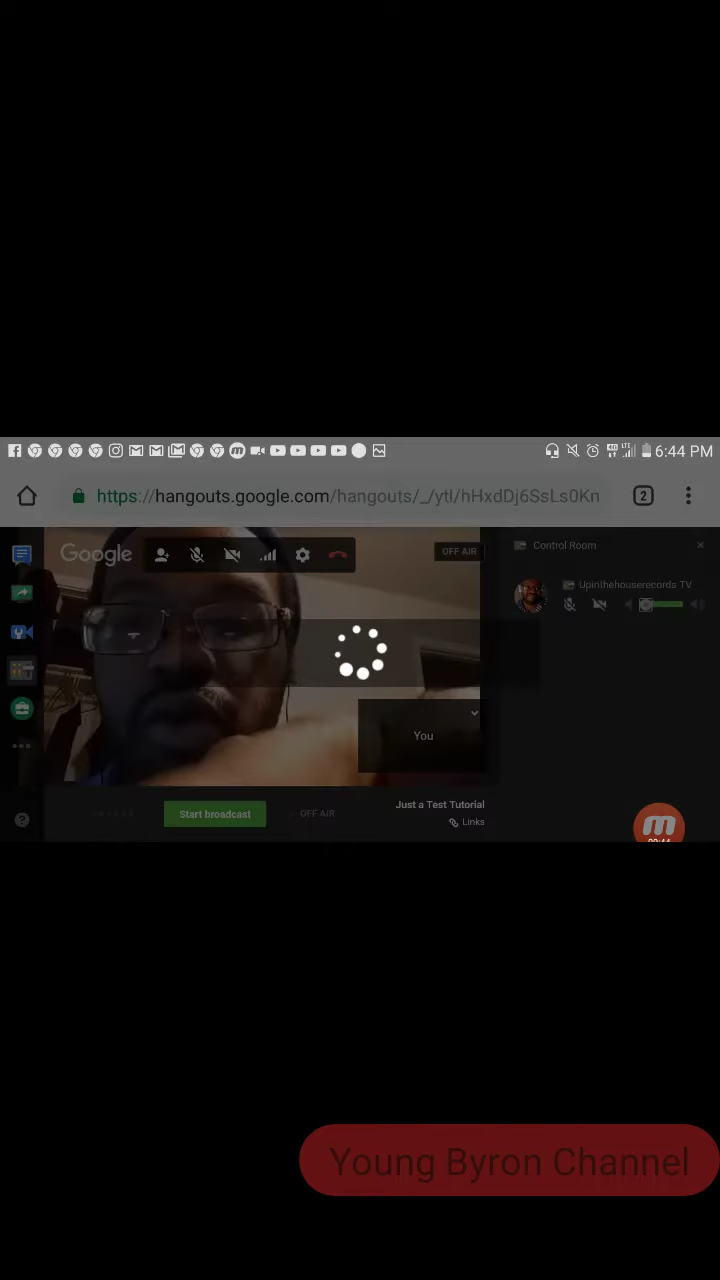 LTE 6:44 PM
https://hangouts.google.com/hangouts/_/ytl/hHxdDj6SsLs0Kn 2
Google
OFF AIR
Control Room
Upinthehouserecords TV
You
Start broadcast
OFF AIR
Just a Test Tutorial
Links
Young Byron Channel